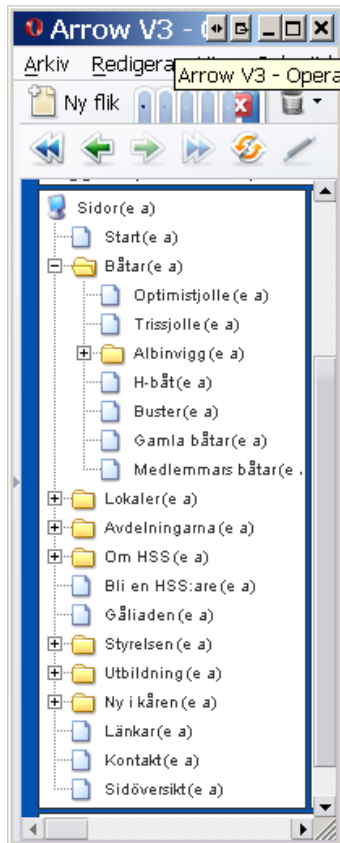 Arrow V3 -
Arkiv Redigera
Arrow V3 - Opera
Ny flik
Sidor(e a)
Start(e a)
Båtar(e a)
Optimistjolle(e a)
Trissjolle(e a)
Albinvigg(e a)
H-båt(e a)
Buster(e a)
Gamla båtar(e a)
Medlemmars båtar(e
Lokaler(e a)
Avdelningarna(e a)
Om HSS(e a)
Bli en HSS:are(e a)
Gåliaden(e a)
Styrelsen(e a)
Utbildning(e a)
Ny i kåren(e a)
Länkar(e a)
Kontakt(e a)
Sidöversikt(e a)